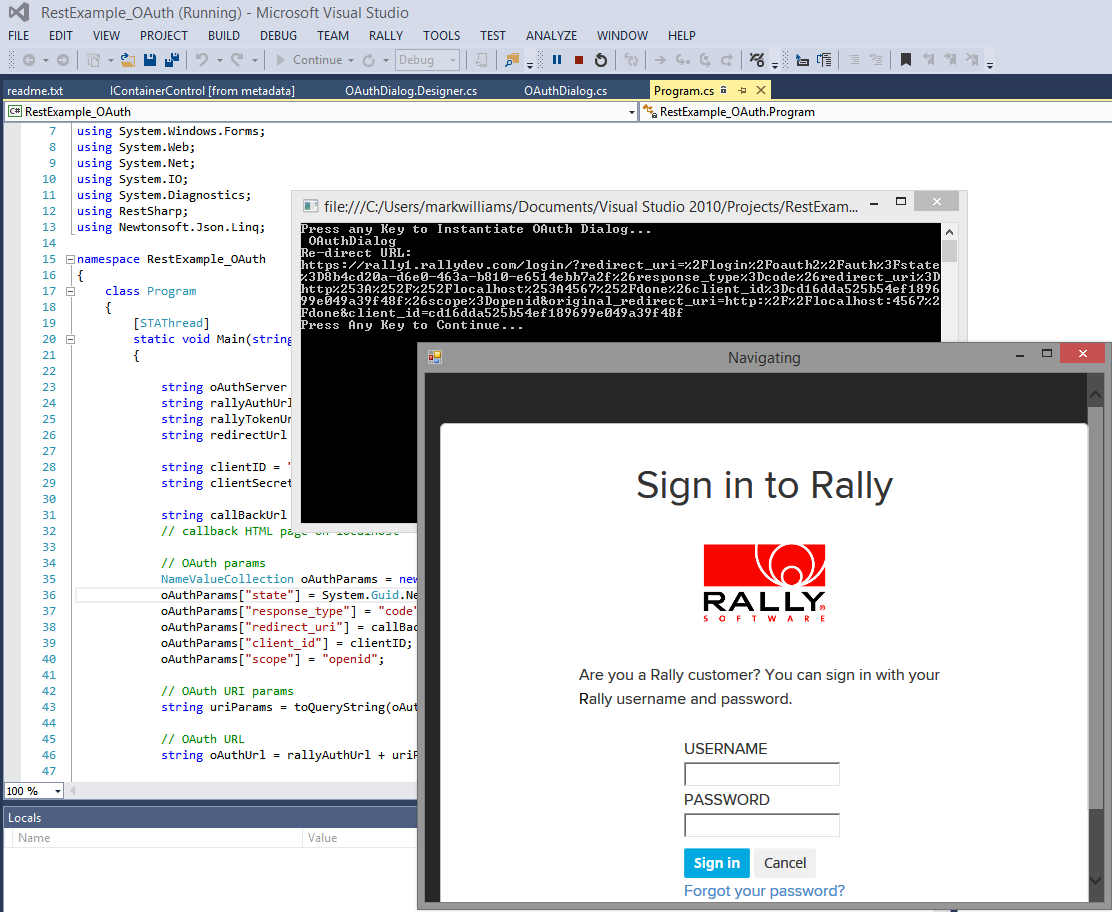 RestExample_OAuth (Running) - Microsoft Visual Studio
FILE EDIT VIEW PROJECT BUILD DEBUG TEAM RALLY TOOLS TEST ANALYZE WINDOW HELP
Continue Debug
readme.txt IContainerControl [from metadata] OAuthDialog.Designer.cs OAuthDialog.cs Program.cs
C# RestExample_OAuth RestExample_OAuth.Program
7 using System.Windows.Forms;
8 using System.Web;
9 using System.Net;
10 using System.IO;
11 using System.Diagnostics;
12 using RestSharp;
13 using Newtonsoft.Json.Linq;
14
15 namespace RestExample_OAuth
16 {
17 class Program
18 {
19 [STAThread]
20 static void Main(string
21 {
22
23 string oAuthServer
24 string rallyAuthUrl
25 string rallyTokenUr
26 string redirectUrl
27
28 string clientID = "
29 string clientSecret
30
31 string callBackUrl
32 // callback HTML page on localhost
33
34 // OAuth params
35 NameValueCollection oAuthParams = new
36 oAuthParams["state"] = System.Guid.Ne
37 oAuthParams["response_type"] = "code"
38 oAuthParams["redirect_uri"] = callBac
39 oAuthParams["client_id"] = clientID;
40 oAuthParams["scope"] = "openid";
41
42 // OAuth URI params
43 string uriParams = toQueryString(oAut
44
45 // OAuth URL
46 string oAuthUrl = rallyAuthUrl + uriP
47
100 %
Locals
Name Value
file:///C:/Users/markwilliams/Documents/Visual Studio 2010/Projects/RestExam...
Press any Key to Instantiate OAuth Dialog...
OAuthDialog
Re-direct URL:
https://rally1.rallydev.com/login/?redirect_uri=%2Flogin%2Foauth2%2Fauth%3Fstate
%3D8b4cd20a-d6e0-463a-b810-e6514ebb7a2f%26response_type%3Dcode%26redirect_uri%3D
http%253A%252F%252Flocalhost%253A4567%252Fdone%26client_id%3Dcd16dda525b54ef1896
99e049a39f48f%26scope%3Dopenid&original_redirect_uri=http:%2F%2Flocalhost:4567%2
Fdone&client_id=cd16dda525b54ef189699e049a39f48f
Press Any Key to Continue...
Navigating
Sign in to Rally
RALLY®
SOFTWARE
Are you a Rally customer? You can sign in with your
Rally username and password.
USERNAME
PASSWORD
Sign in Cancel
Forgot your password?